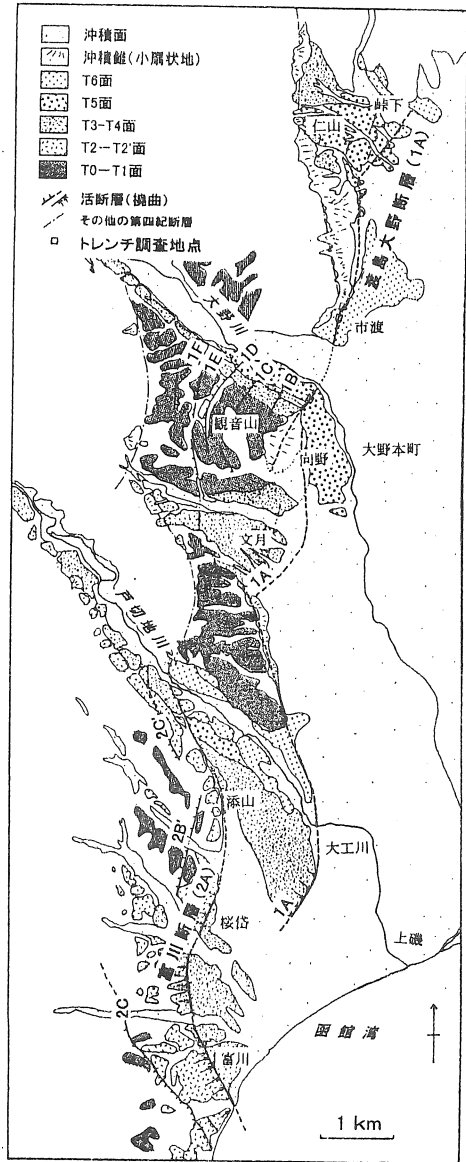 沖積面
沖積錐(小扇状地)
T6面
T5面
T3-T4面
T2-T2'面
T0-T1面
活断層(撓曲)
その他の第四紀断層
トレンチ調査地点
峠下
仁山
渡島大野断層(1A)
市渡
大野川
1F
1E
1D
1C
1B
観音山
向野
大野本町
文月
1A
戸切地川
2C'
添山
2B'
大工川
1A
桜岱
富川断層(2A)
上磯
2C
函館湾
富川
1 km